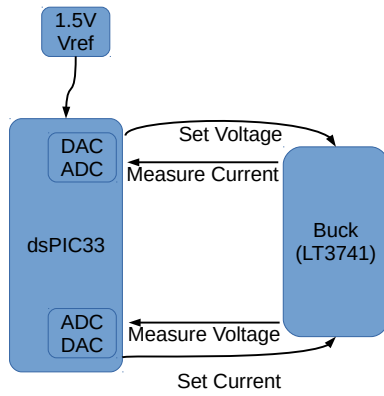 1.5V
Vref
DAC
ADC
Set Voltage
Measure Current
dsPIC33
Buck
(LT3741)
ADC
DAC
Measure Voltage
Set Current